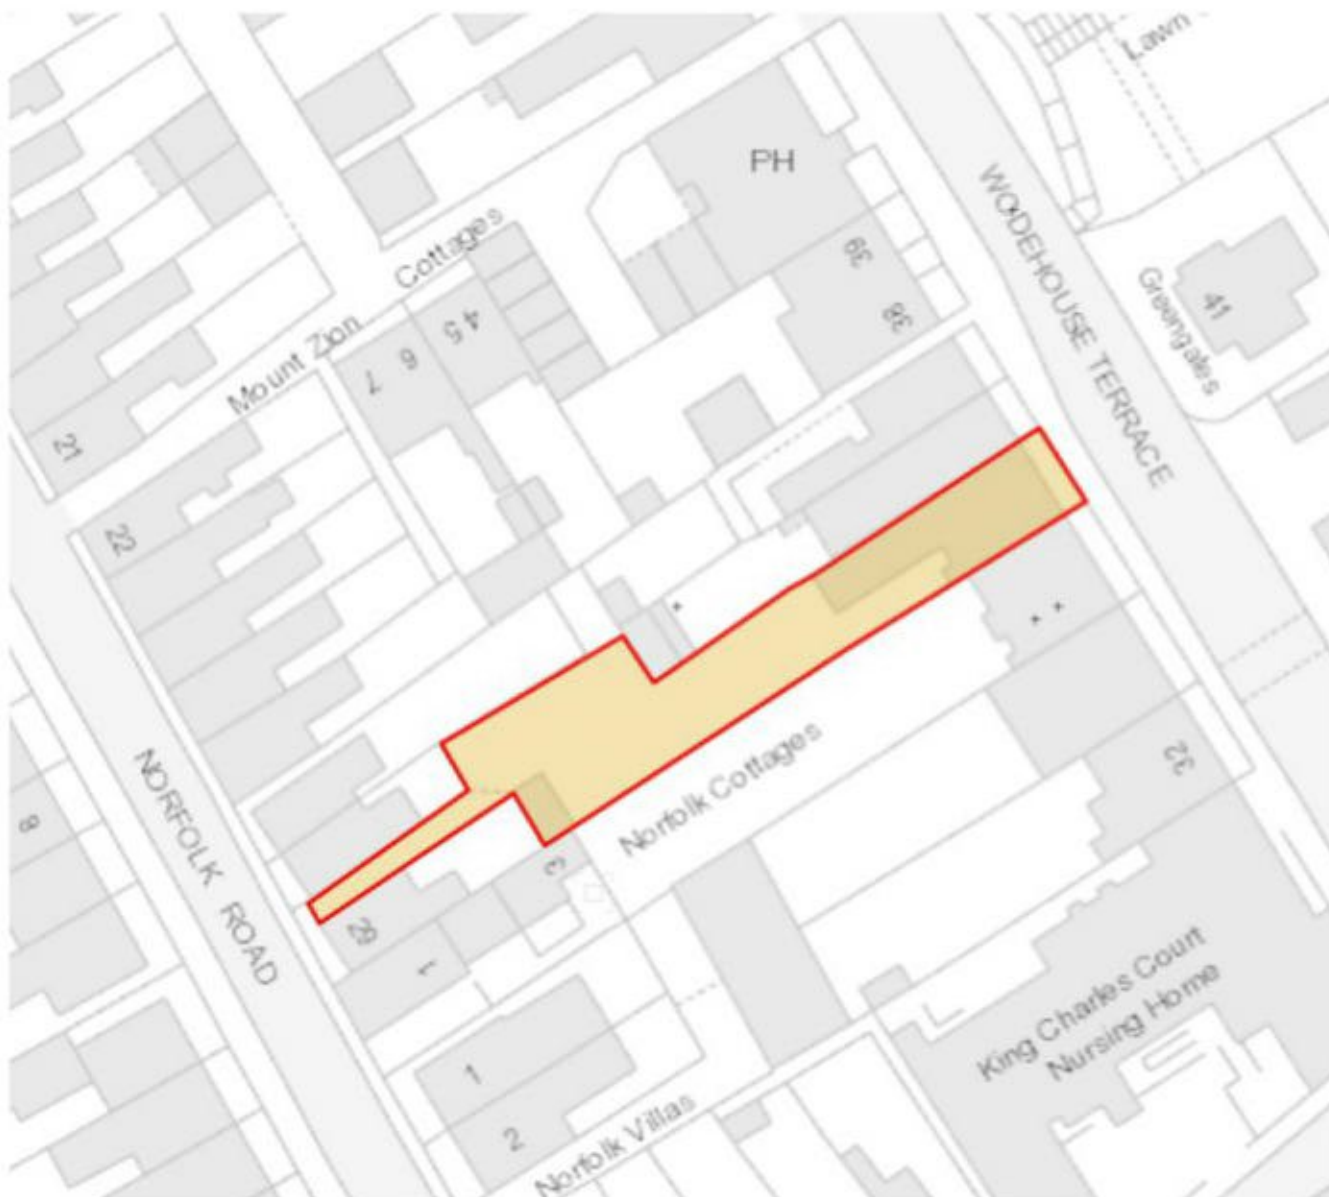 Lawn
PH
WODEHOUSE TERRACE
Cottages
39
38
Greengales
41
4
5
6
7
Mount Zion
21
22
NORFOLK ROAD
8
Norfolk Cottages
32
3
29
1
King Charles Court
Nursing Home
1
2
Norfolk Villas